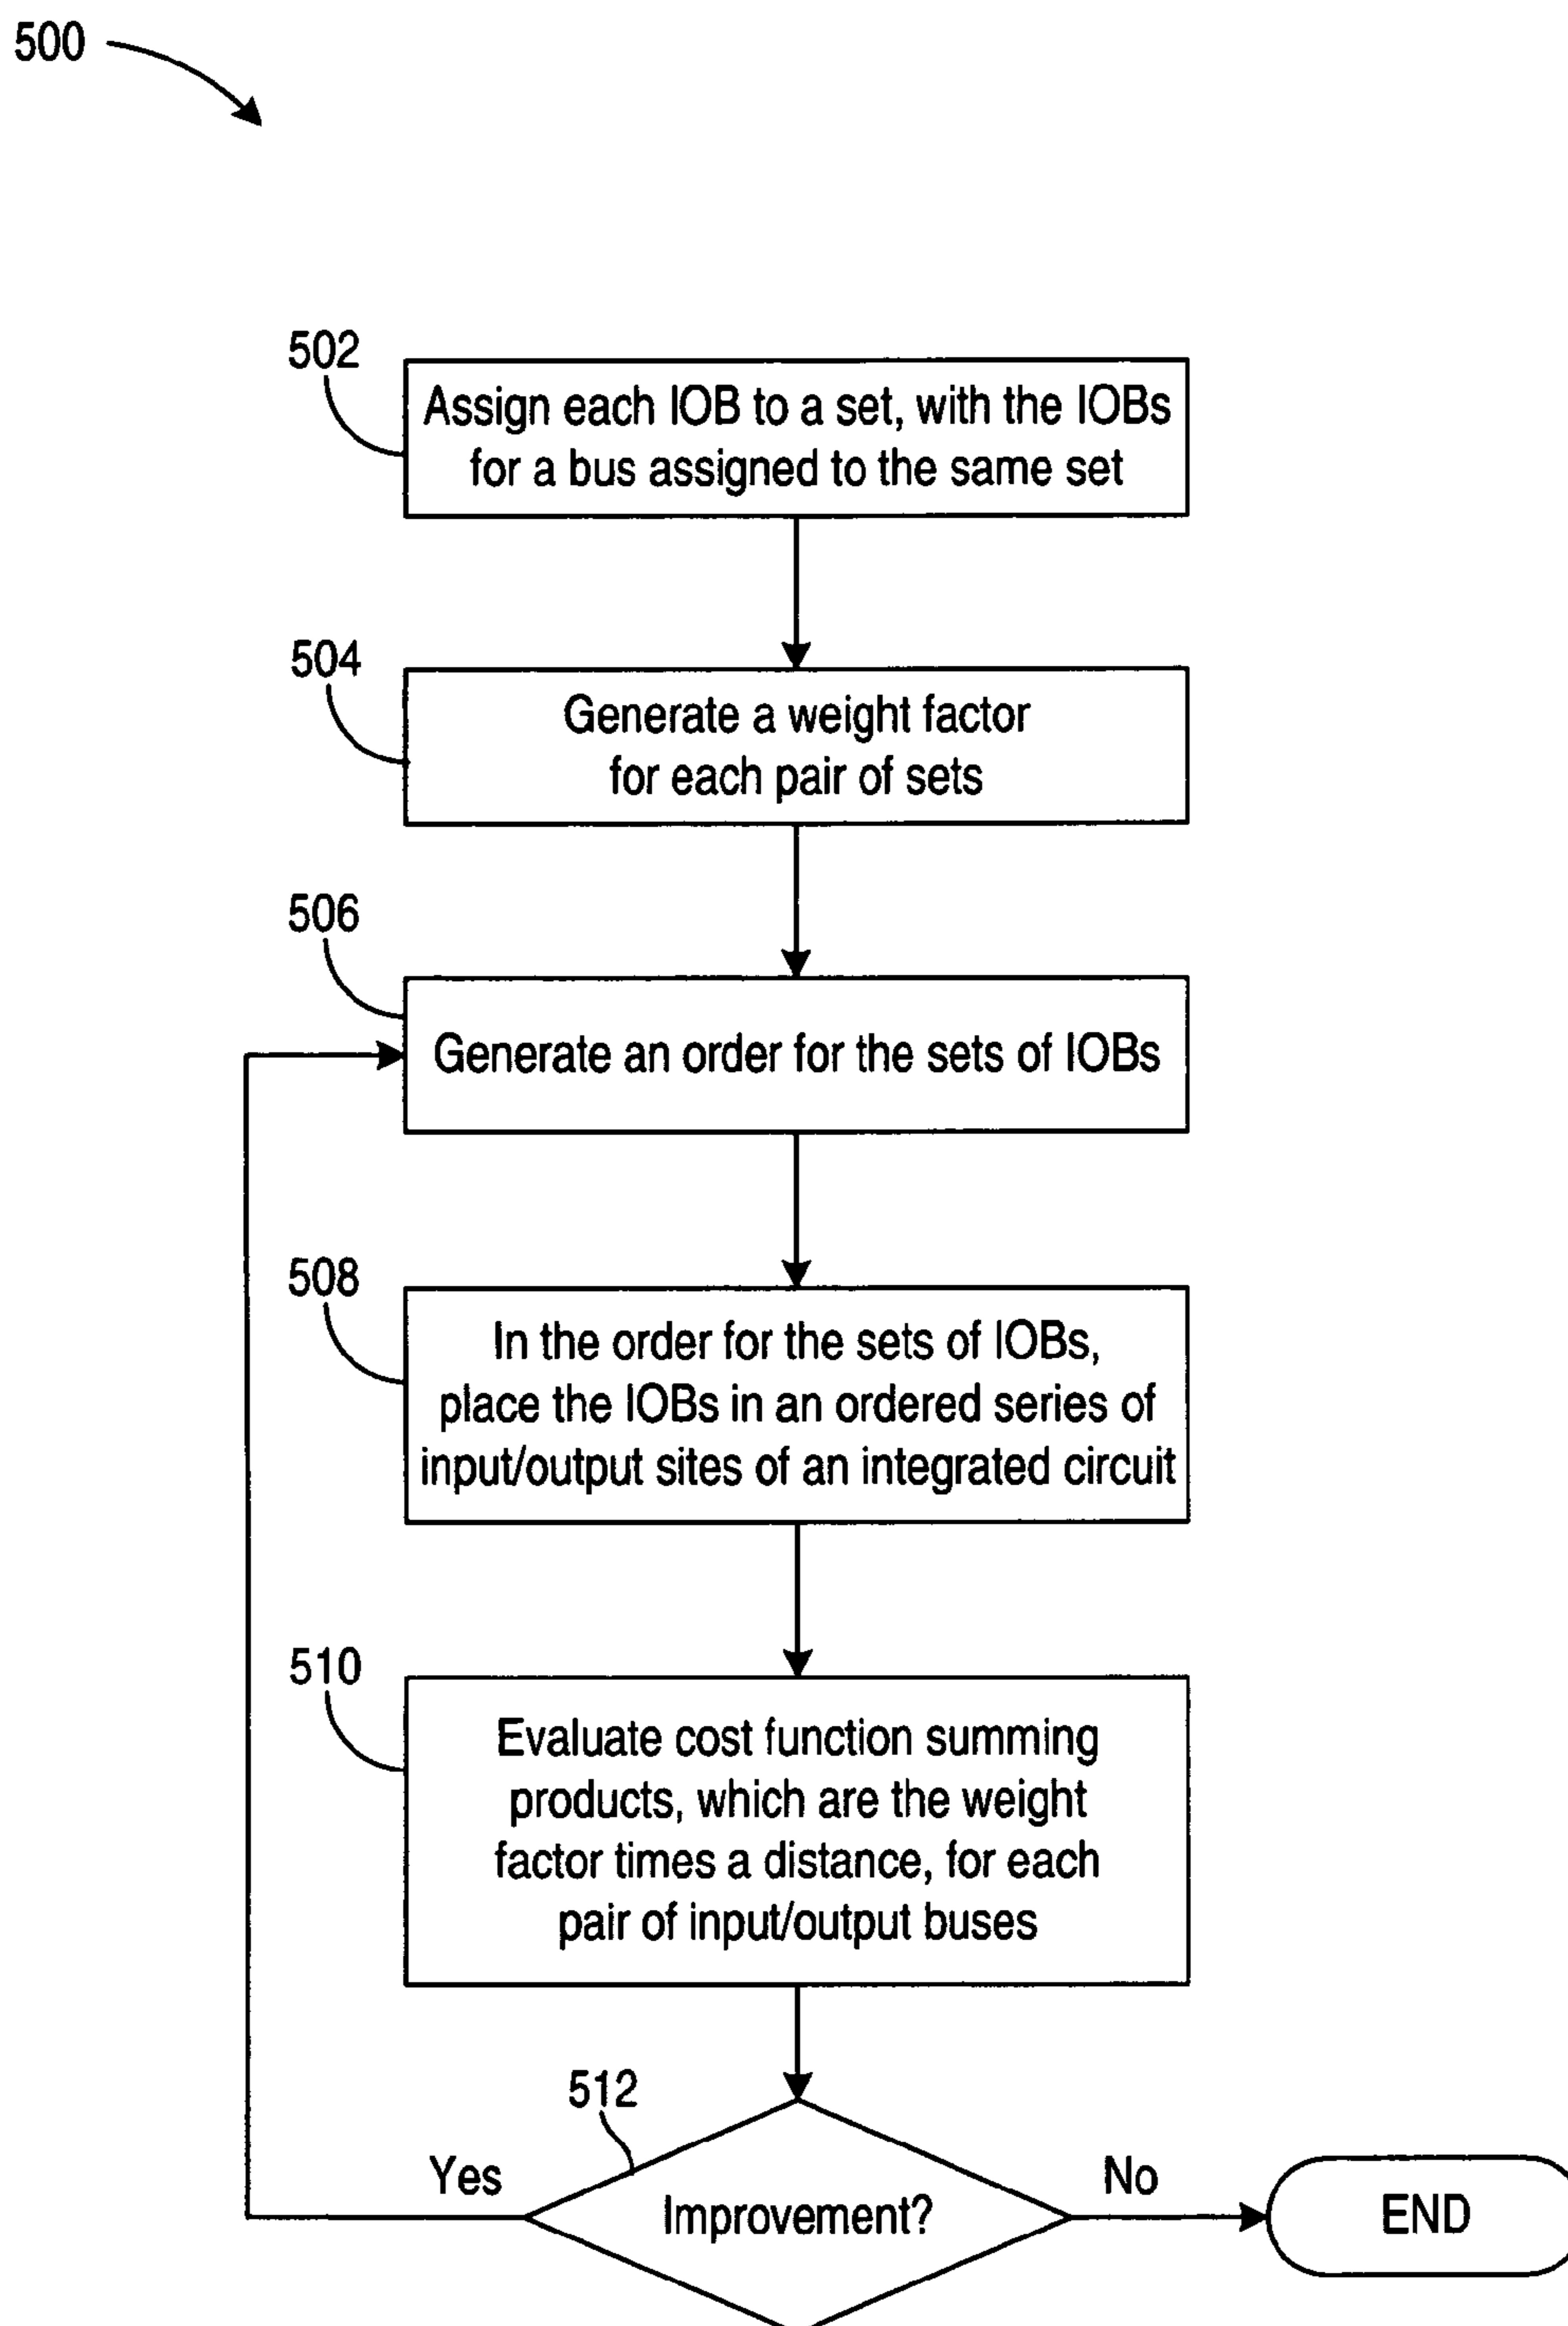 500
502
Assign each IOB to a set, with the IOBs
for a bus assigned to the same set
504
Generate a weight factor
for each pair of sets
506
Generate an order for the sets of IOBs
508
In the order for the sets of IOBs,
place the IOBs in an ordered series of
input/output sites of an integrated circuit
510
Evaluate cost function summing
products, which are the weight
factor times a distance, for each
pair of input/output buses
512
Yes
Improvement?
No
END